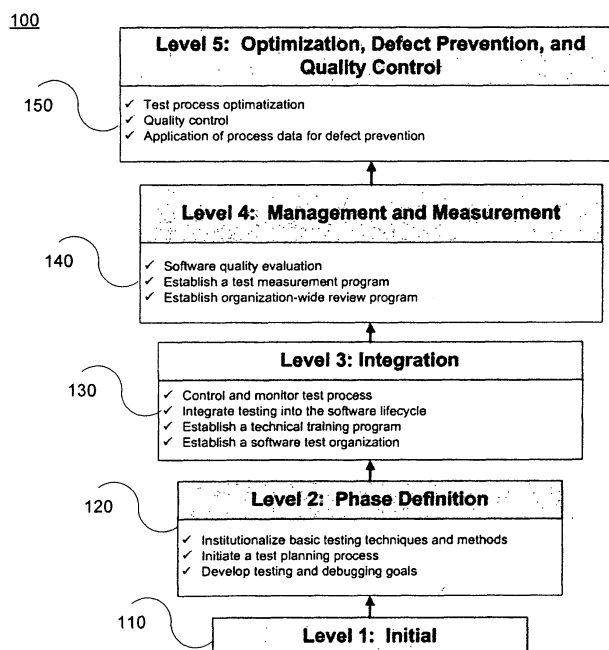 100
Level 5: Optimization, Defect Prevention, and
Quality Control
150
✓ Test process optimatization
✓ Quality control
✓ Application of process data for defect prevention
Level 4: Management and Measurement
140
✓ Software quality evaluation
✓ Establish a test measurement program
✓ Establish organization-wide review program
Level 3: Integration
130
✓ Control and monitor test process
✓ Integrate testing into the software lifecycle
✓ Establish a technical training program
✓ Establish a software test organization
Level 2: Phase Definition
120
✓ Institutionalize basic testing techniques and methods
✓ Initiate a test planning process
✓ Develop testing and debugging goals
110
Level 1: Initial